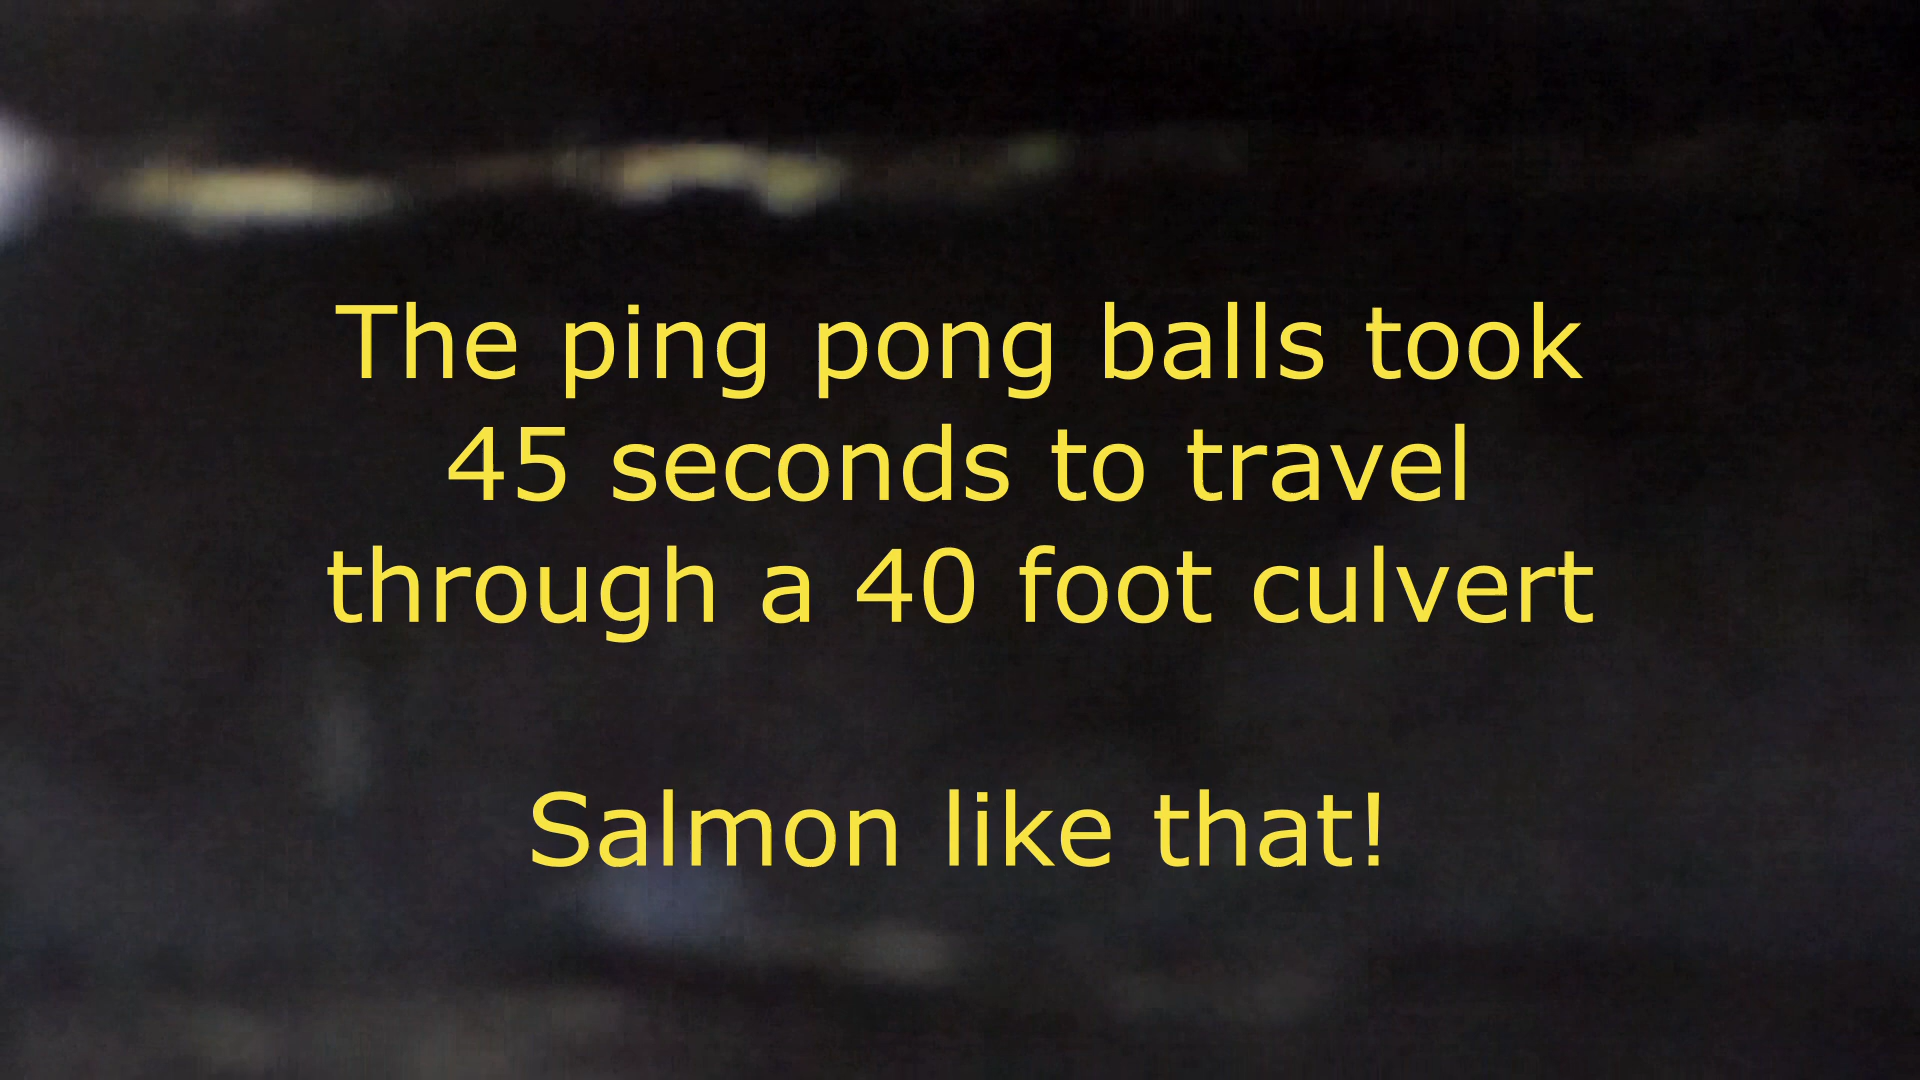 The ping pong balls took
45 seconds to travel
through a 40 foot culvert
Salmon like that!